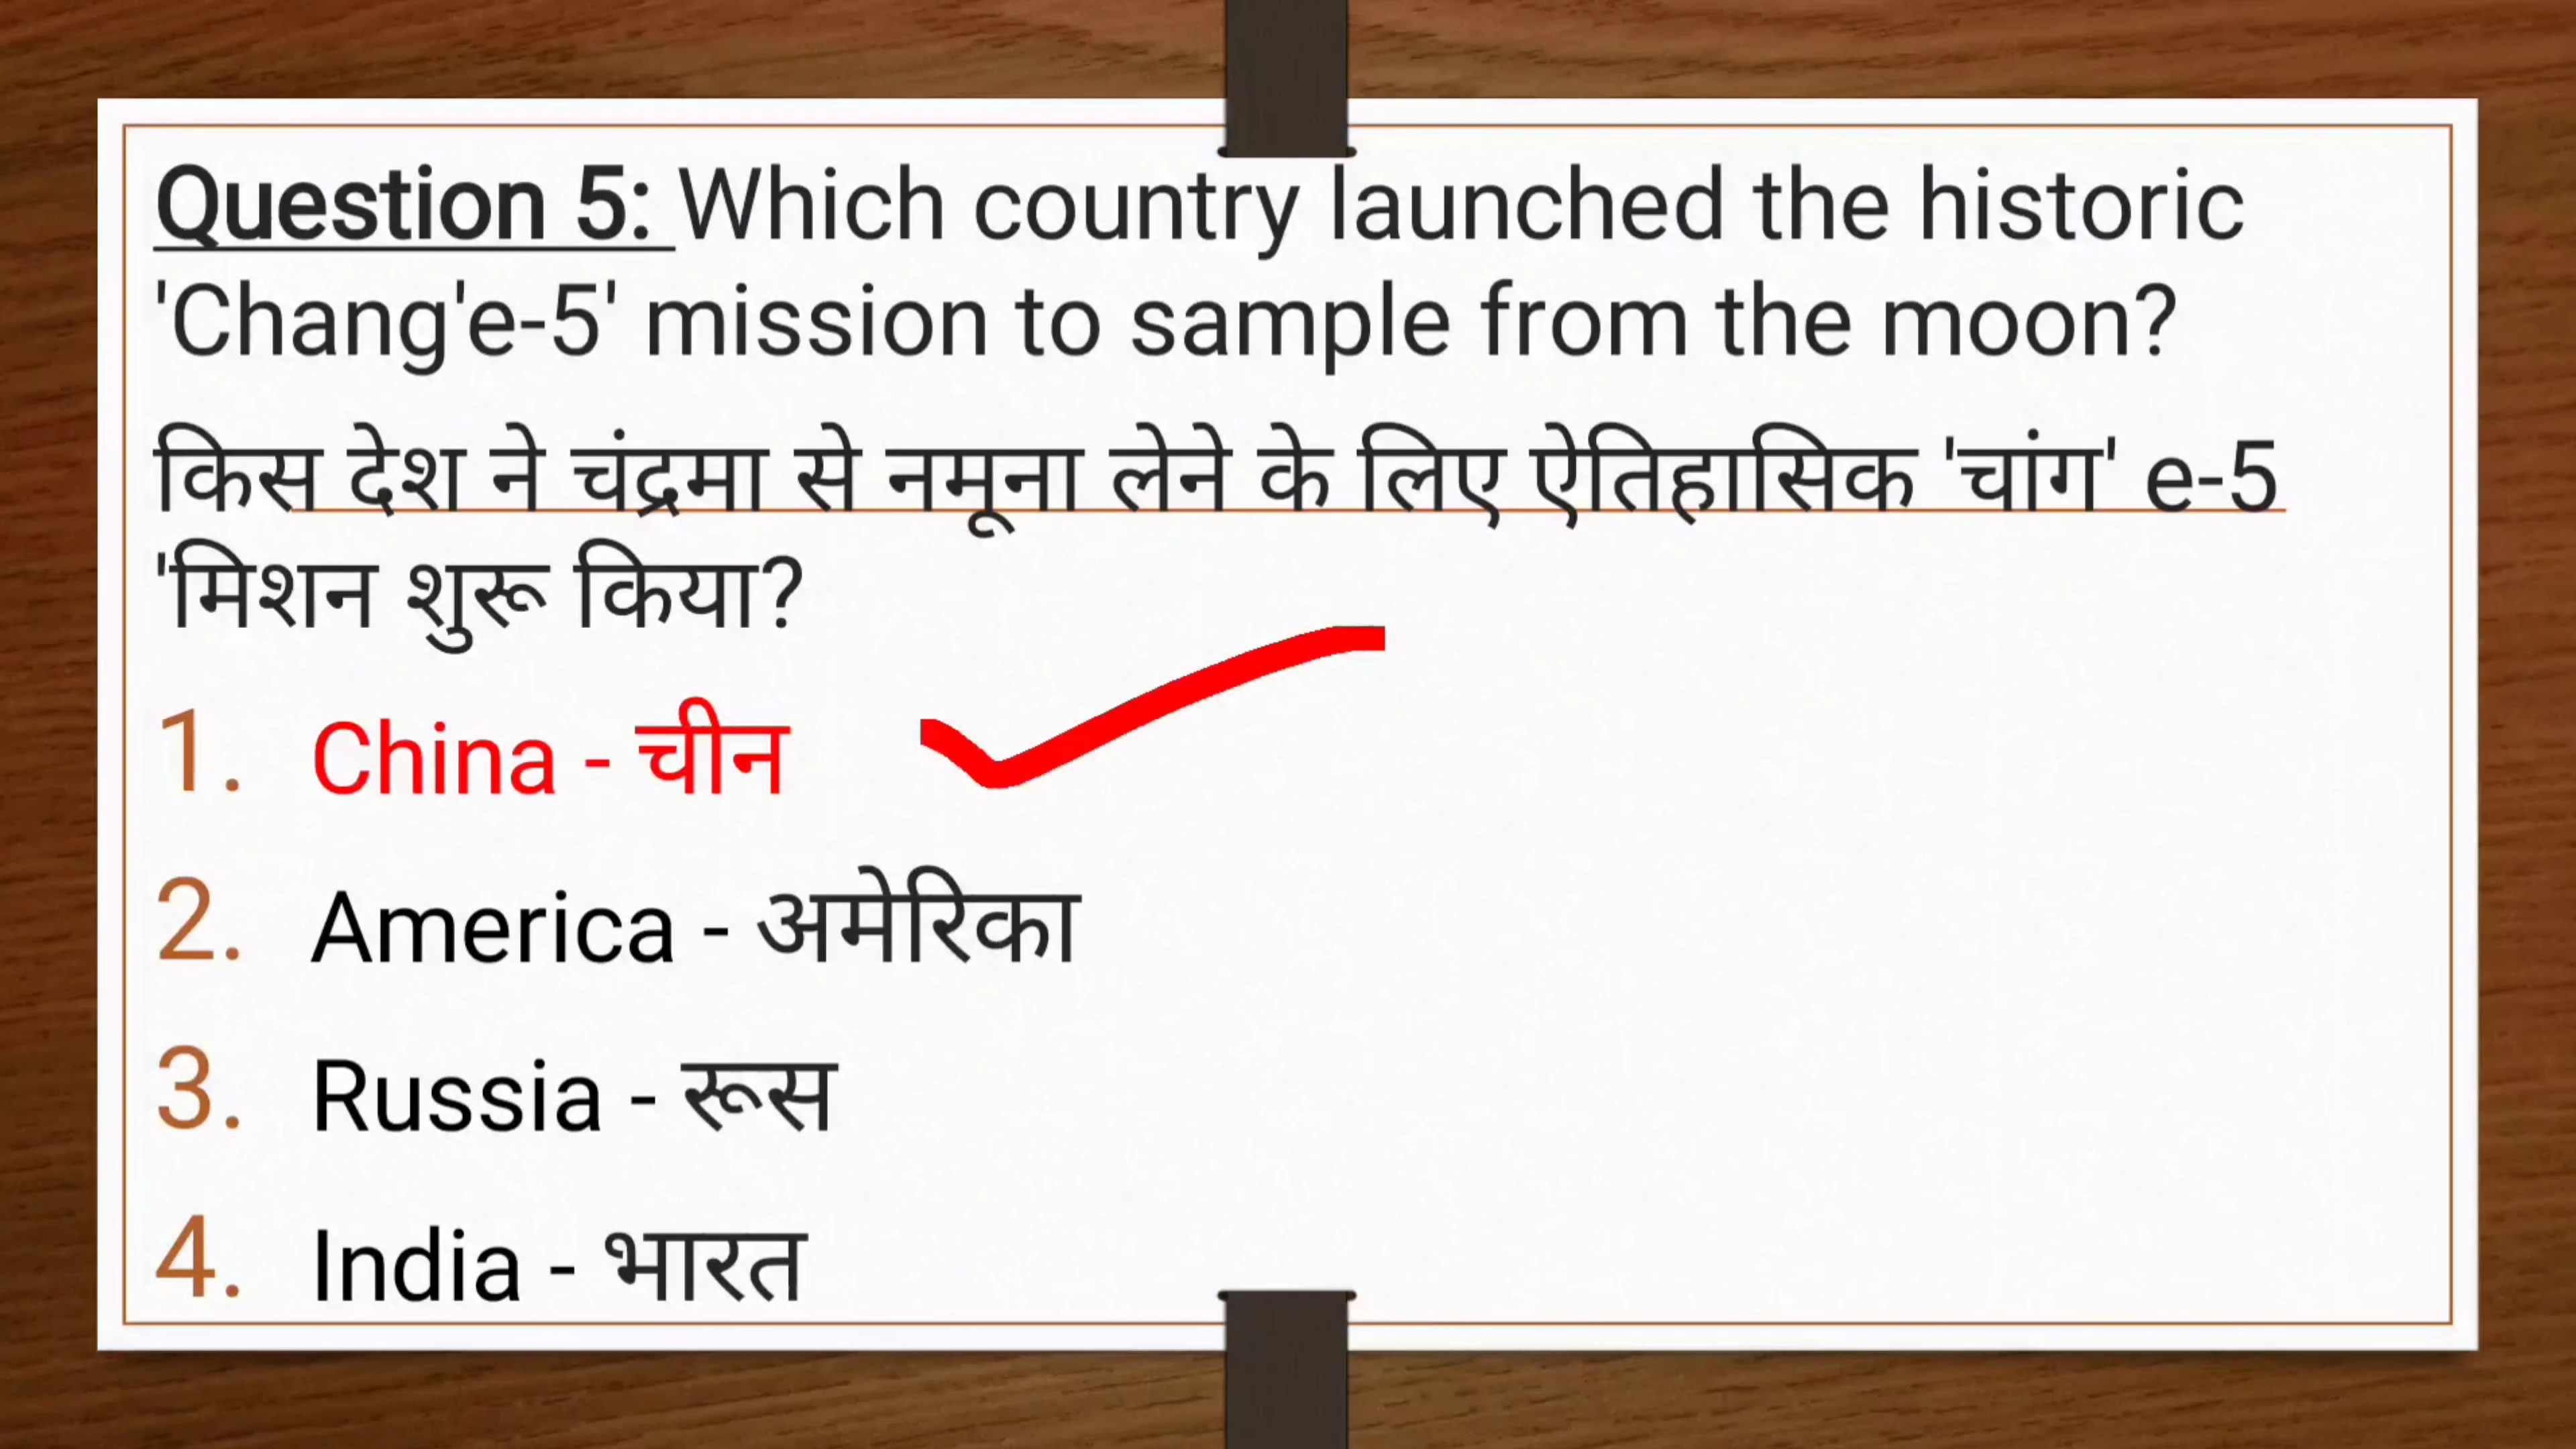 Question 5: Which country launched the historic
'Chang'e-5' mission to sample from the moon?
किस देश ने चंद्रमा से नमूना लेने के लिए ऐतिहासिक 'चांग' e-5
'मिशन शुरू किया?
1. China - चीन
2. America - अमेरिका
3. Russia - रूस
4. India - भारत